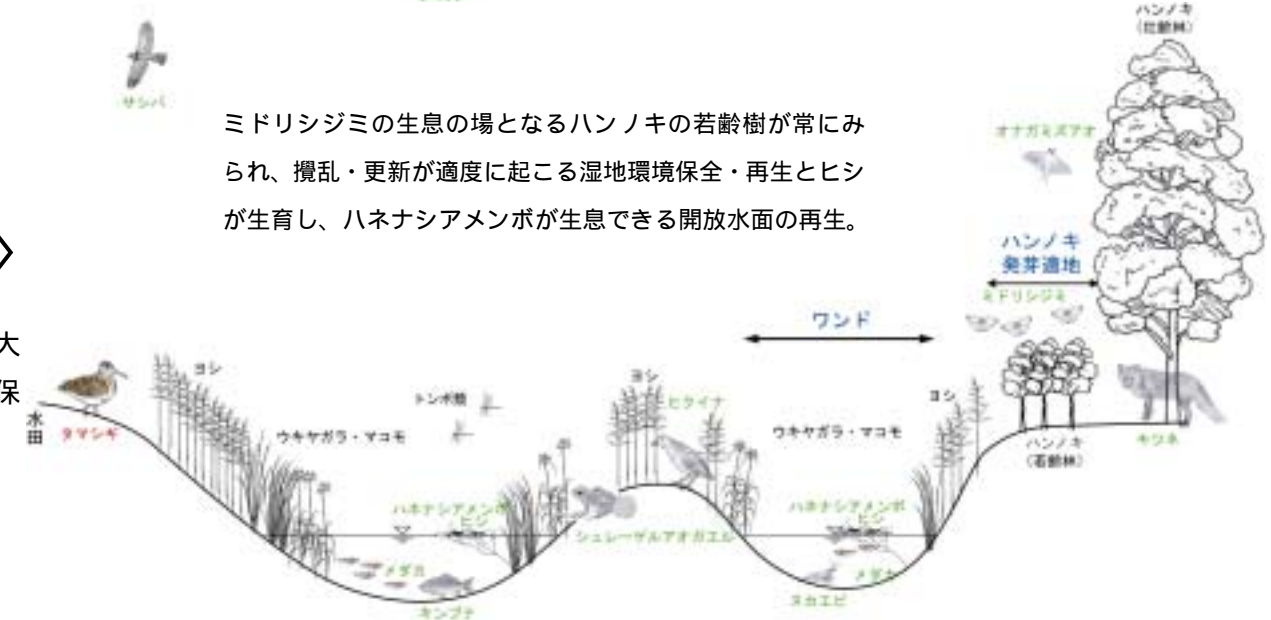 ハンノキ
（壮齢林）
サシバ
ミドリシジミの生息の場となるハンノキの若齢樹が常にみ
られ、攪乱・更新が適度に起こる湿地環境保全・再生とヒシ
が生育し、ハネナシアメンボが生息できる開放水面の再生。
オナガミズアオ
ハンノキ
発芽適地
ミドリシジミ
ワンド
大
保
水田
タマシギ
ヨシ
トンボ類
ウキヤガラ・マコモ
ヨシ
ヒクイナ
ウキヤガラ・マコモ
ヨシ
ハンノキ
（若齢林）
キツネ
ハネナシアメンボ
ヒシ
シュレーゲルアオガエル
ハネナシアメンボ
ヒシ
メダカ
キンブナ
メダカ
ヌカエビ